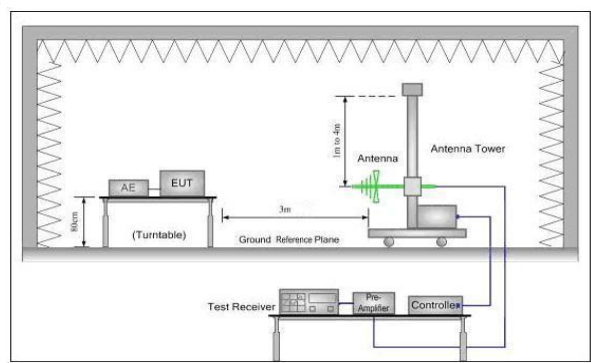 1m to 4m
Antenna
Antenna Tower
AE
EUT
80cm
(Turntable)
3m
Ground Reference Plane
Test Receiver
Pre-
Amplifier
Controller